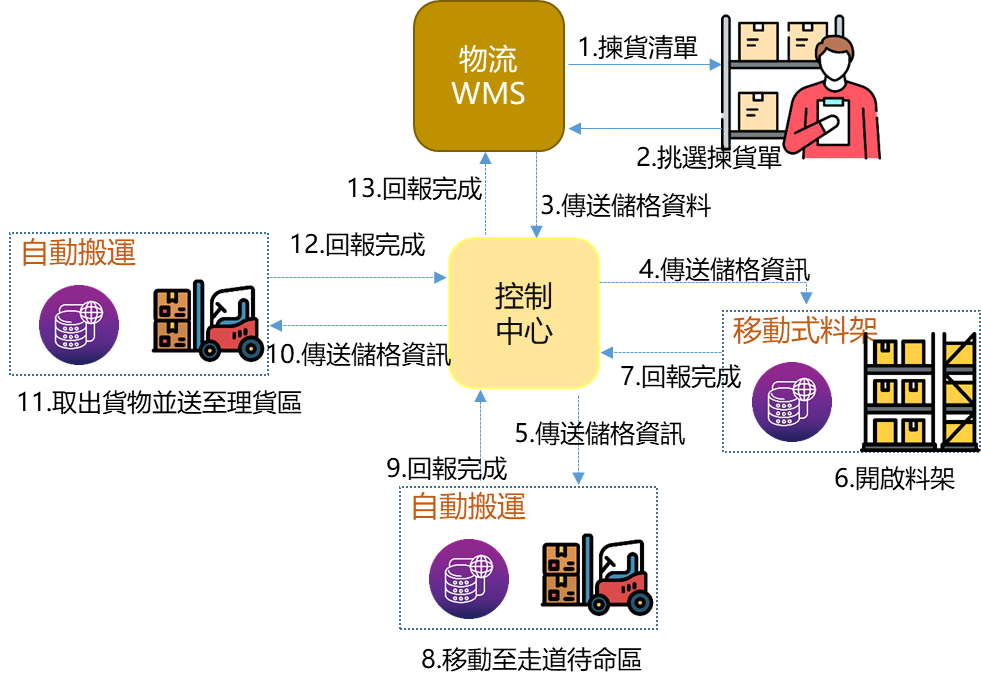 物流
WMS
1.揀貨清單
2.挑選揀貨單
13.回報完成
3.傳送儲格資料
自動搬運
12.回報完成
4.傳送儲格資訊
控制
中心
移動式料架
10.傳送儲格資訊
7.回報完成
11.取出貨物並送至理貨區
5.傳送儲格資訊
9.回報完成
6.開啟料架
自動搬運
8.移動至走道待命區